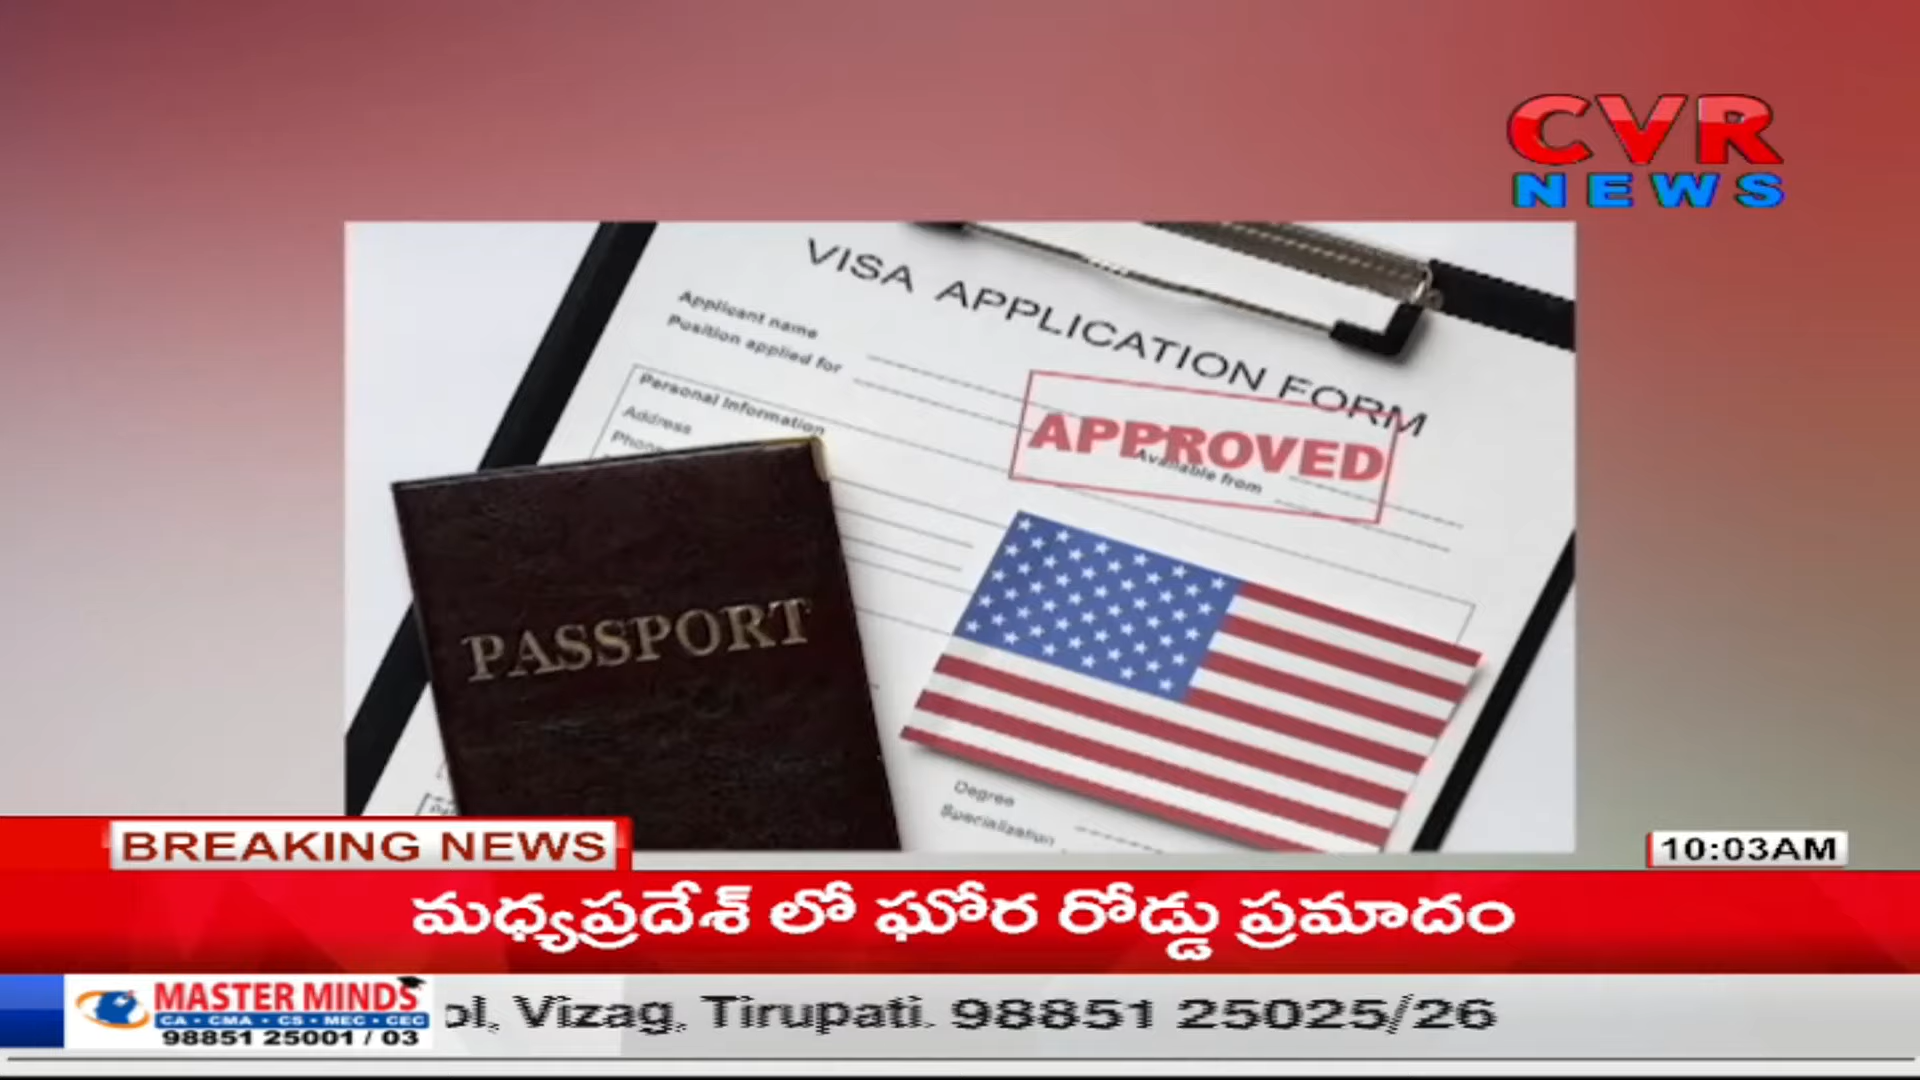 CVR
NEWS
VISA APPLICATION FORM
Applicant name
Position applied for
Personal Information
Address
Phone
APPROVED
Available from
PASSPORT
Degree
Specialization
BREAKING NEWS
10:03AM
మధ్యప్రదేశ్ లో ఘోర రోడ్డు ప్రమాదం
MASTER MINDS
CA • CMA • CS • MEC • CEC
98851 25001 / 03
Vizag, Tirupati. 98851 25025/26